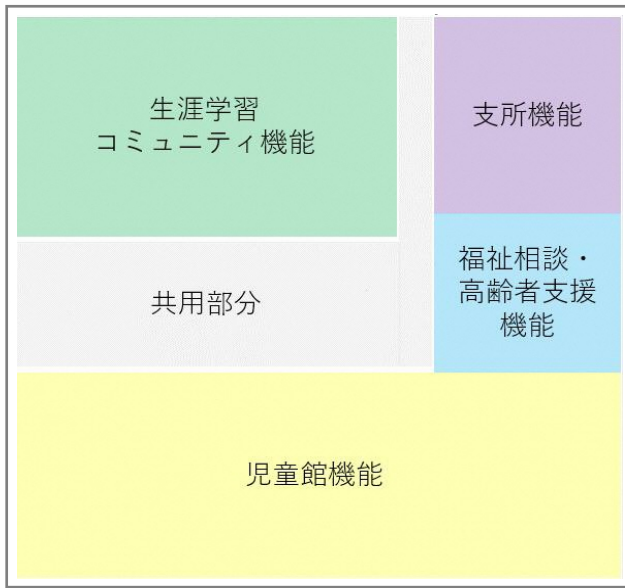 生涯学習
コミュニティ機能
支所機能
共用部分
福祉相談・
高齢者支援
機能
児童館機能